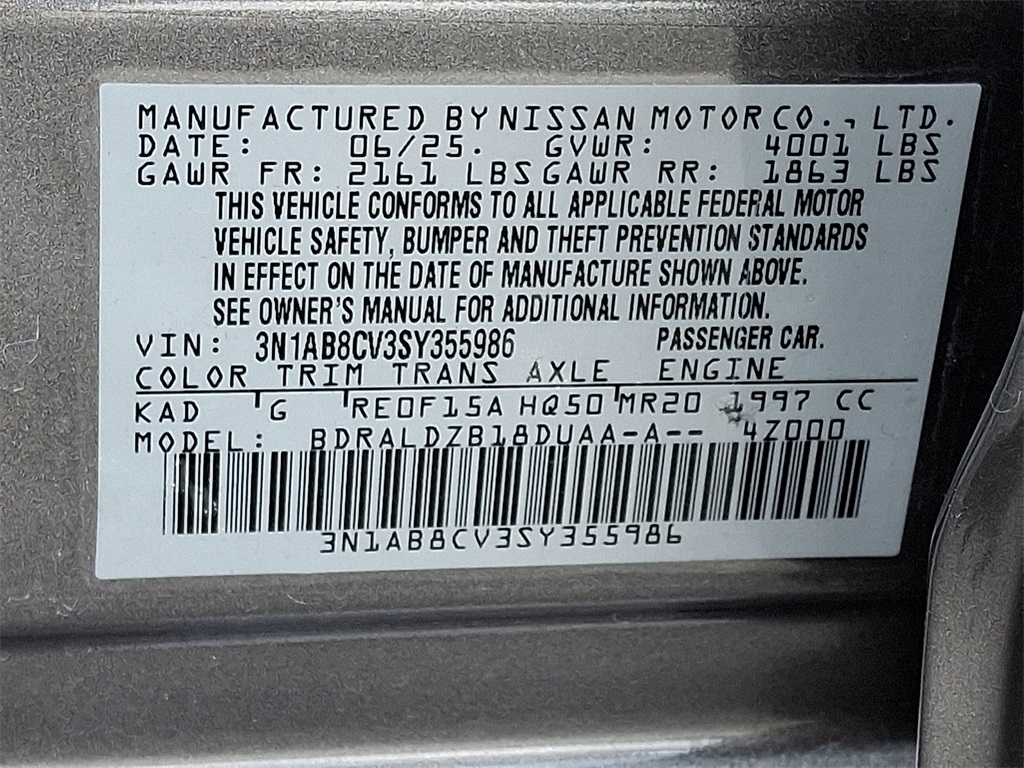 MANUFACTURED BY NISSAN MOTOR CO., LTD.
DATE: 06/25. GVWR: 4001 LBS
GAWR FR: 2161 LBS GAWR RR: 1863 LBS
THIS VEHICLE CONFORMS TO ALL APPLICABLE FEDERAL MOTOR
VEHICLE SAFETY, BUMPER AND THEFT PREVENTION STANDARDS
IN EFFECT ON THE DATE OF MANUFACTURE SHOWN ABOVE.
SEE OWNER'S MANUAL FOR ADDITIONAL INFORMATION.
VIN: 3N1AB8CV3SY355986 PASSENGER CAR.
COLOR TRIM TRANS AXLE ENGINE
KAD G RE0F15A HQ50 MR20 1997 CC
MODEL: BDRALDZB18DUAA-A-- 4Z000
3N1AB8CV3SY355986